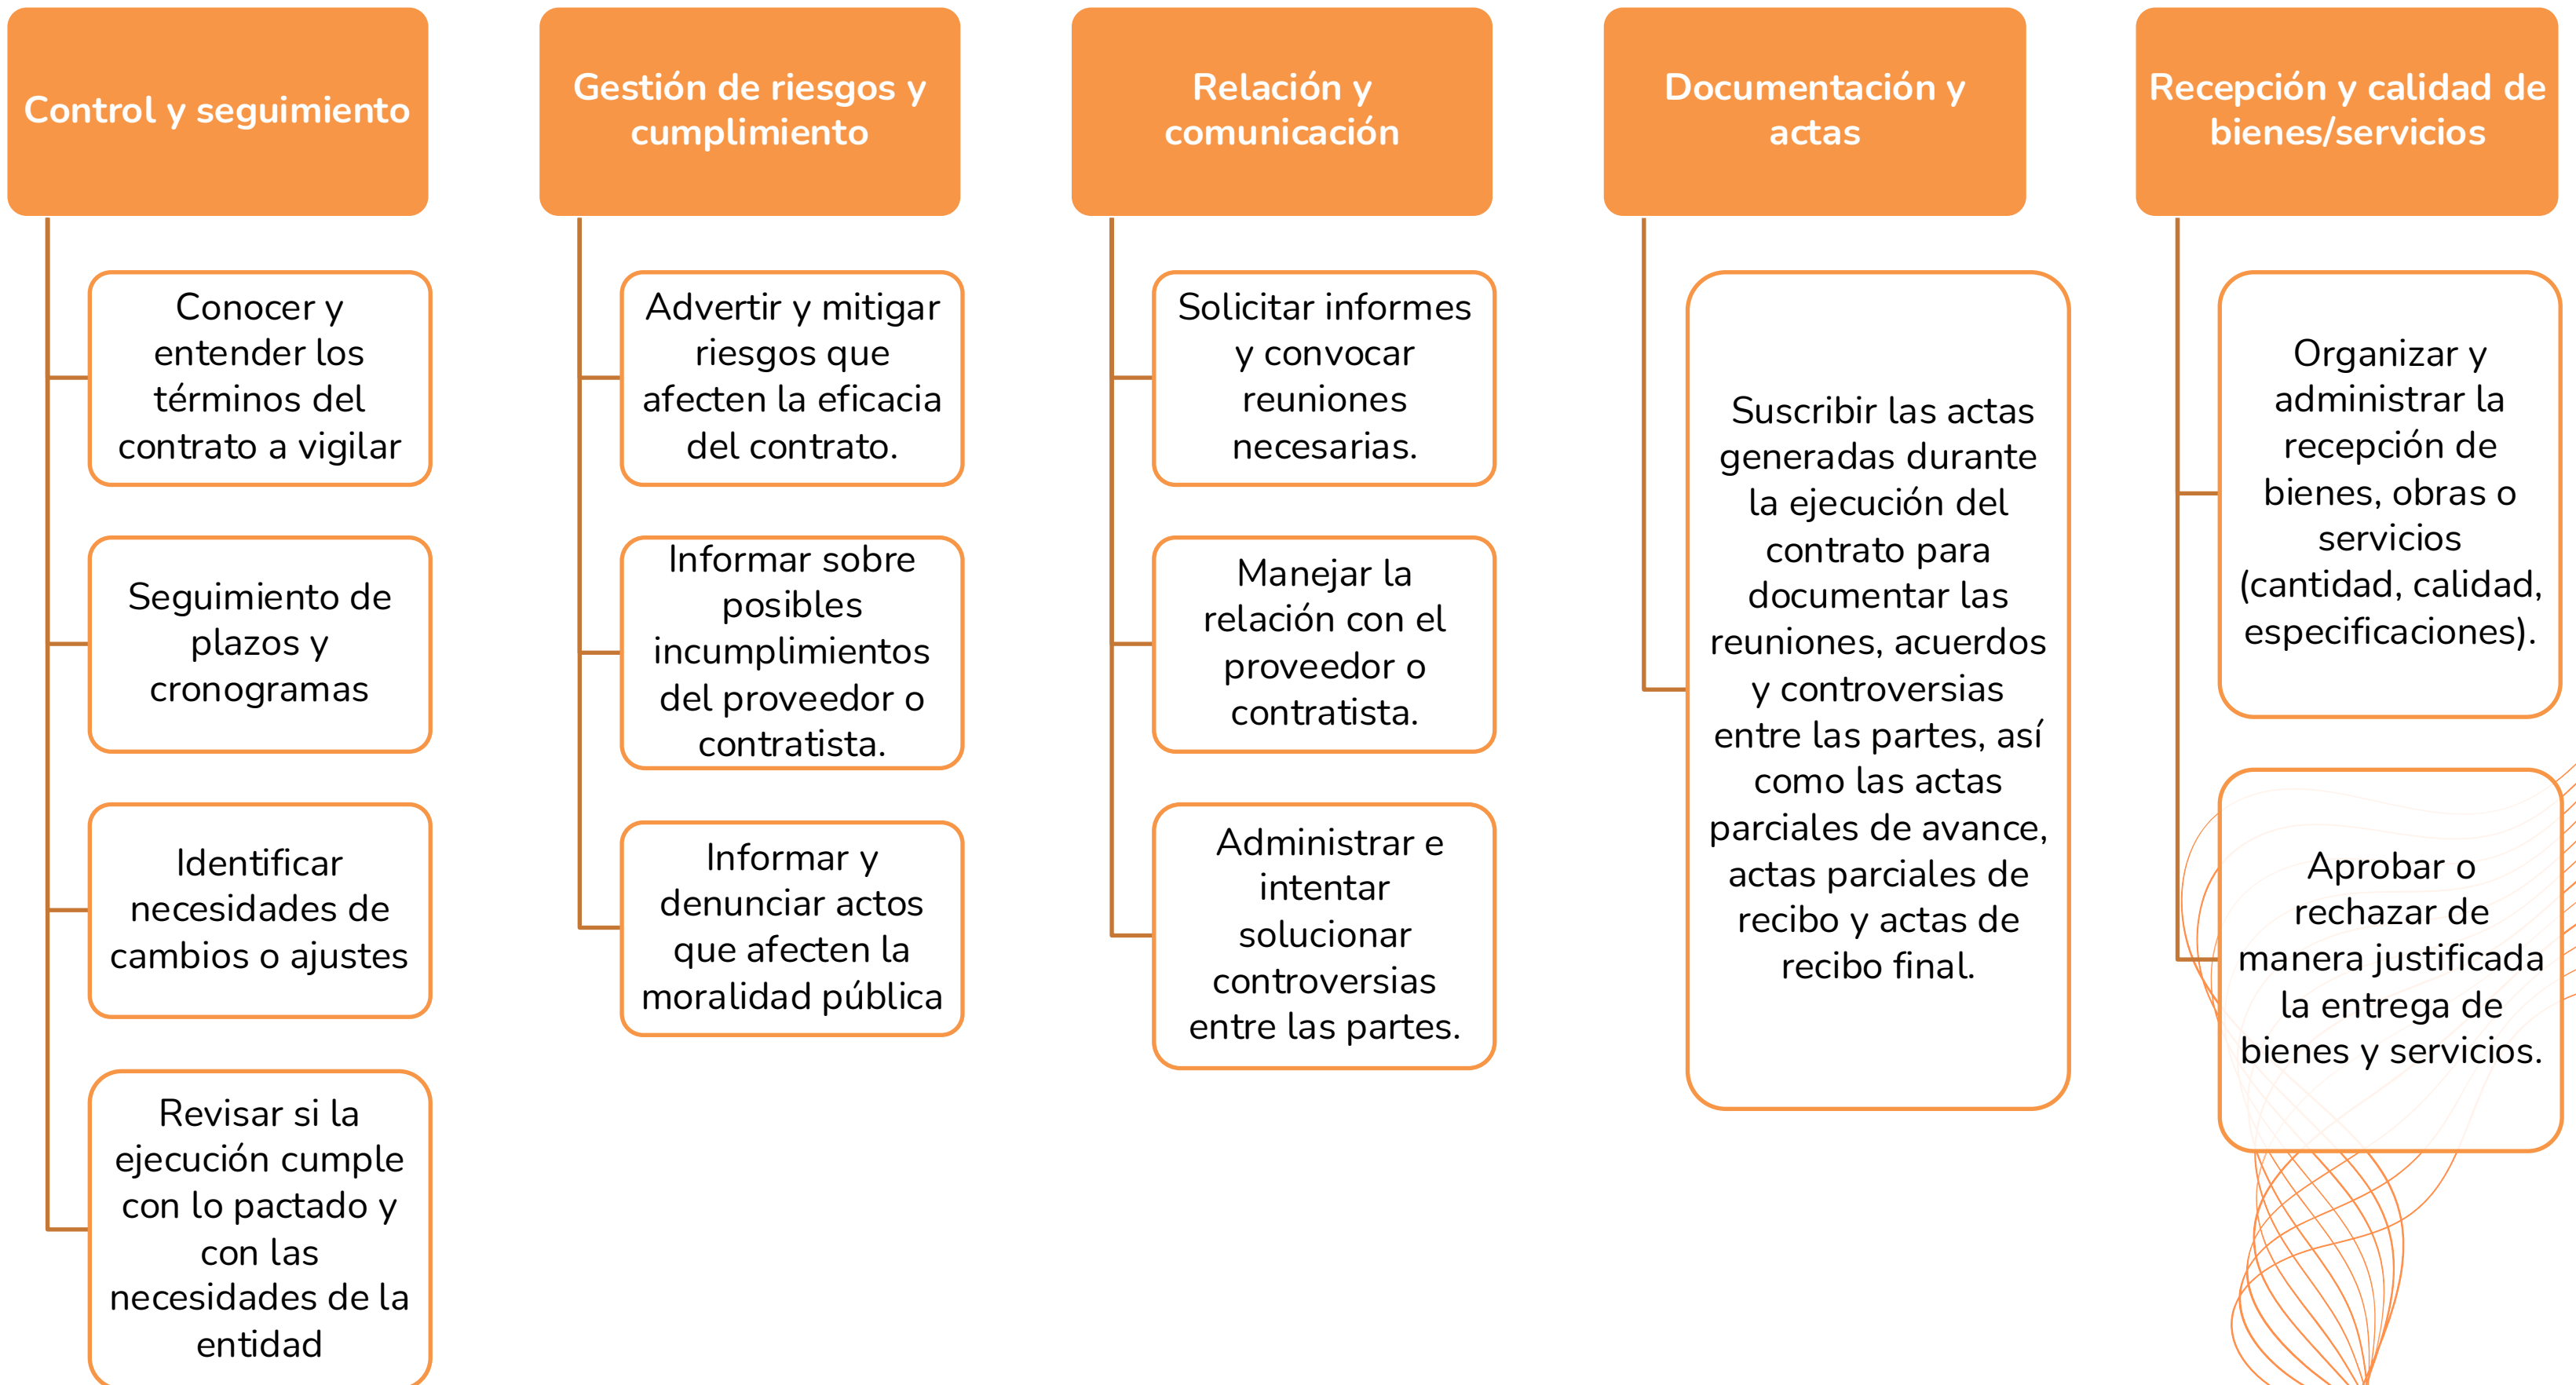 Control y seguimiento
Conocer y
entender los
términos del
contrato a vigilar
Seguimiento de
plazos y
cronogramas
Identificar
necesidades de
cambios o ajustes
Revisar si la
ejecución cumple
con lo pactado y
con las
necesidades de la
entidad
Gestión de riesgos y
cumplimiento
Advertir y mitigar
riesgos que
afecten la eficacia
del contrato.
Informar sobre
posibles
incumplimientos
del proveedor o
contratista.
Informar y
denunciar actos
que afecten la
moralidad pública
Relación y
comunicación
Solicitar informes
y convocar
reuniones
necesarias.
Manejar la
relación con el
proveedor o
contratista.
Administrar e
intentar
solucionar
controversias
entre las partes.
Documentación y
actas
Suscribir las actas
generadas durante
la ejecución del
contrato para
documentar las
reuniones, acuerdos
y controversias
entre las partes, así
como las actas
parciales de avance,
actas parciales de
recibo y actas de
recibo final.
Recepción y calidad de
bienes/servicios
Organizar y
administrar la
recepción de
bienes, obras o
servicios
(cantidad, calidad,
especificaciones).
Aprobar o
rechazar de
manera justificada
la entrega de
bienes y servicios.